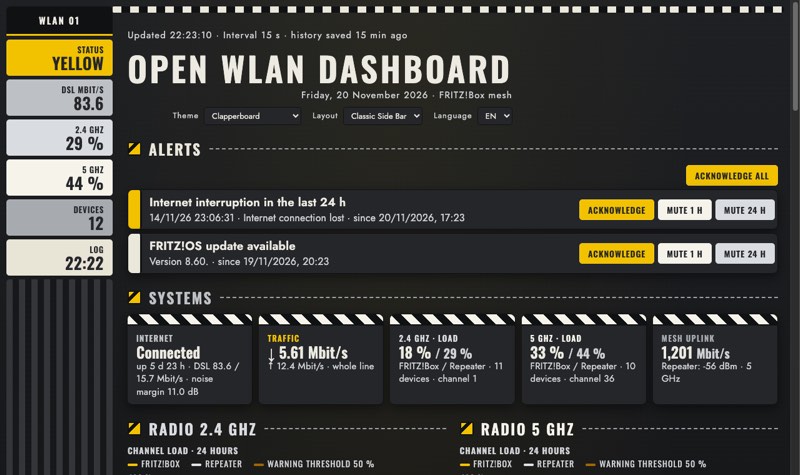 WLAN 01
STATUS
YELLOW
DSL MBIT/S
83.6
2.4 GHZ
29 %
5 GHZ
44 %
DEVICES
12
LOG
22:22
Updated 22:23:10 · Interval 15 s · history saved 15 min ago
OPEN WLAN DASHBOARD
Friday, 20 November 2026 · FRITZ!Box mesh
Theme Clapperboard Layout Classic Side Bar Language EN
ALERTS
ACKNOWLEDGE ALL
Internet interruption in the last 24 h
14/11/26 23:06:31 · Internet connection lost · since 20/11/2026, 17:23
ACKNOWLEDGE MUTE 1 H MUTE 24 H
FRITZ!OS update available
Version 8.60. · since 19/11/2026, 20:23
ACKNOWLEDGE MUTE 1 H MUTE 24 H
SYSTEMS
INTERNET
Connected
up 5 d 23 h · DSL 83.6 /
15.7 Mbit/s · noise
margin 11.0 dB
TRAFFIC
↓ 5.61 Mbit/s
↑ 12.4 Mbit/s · whole line
2.4 GHZ · LOAD
18 % / 29 %
FRITZ!Box / Repeater · 11
devices · channel 1
5 GHZ · LOAD
33 % / 44 %
FRITZ!Box / Repeater · 10
devices · channel 36
MESH UPLINK
1,201 Mbit/s
Repeater: -56 dBm · 5
GHz
RADIO 2.4 GHZ
CHANNEL LOAD · 24 HOURS
FRITZ!BOX REPEATER WARNING THRESHOLD 50 %
RADIO 5 GHZ
CHANNEL LOAD · 24 HOURS
FRITZ!BOX REPEATER WARNING THRESHOLD 50 %